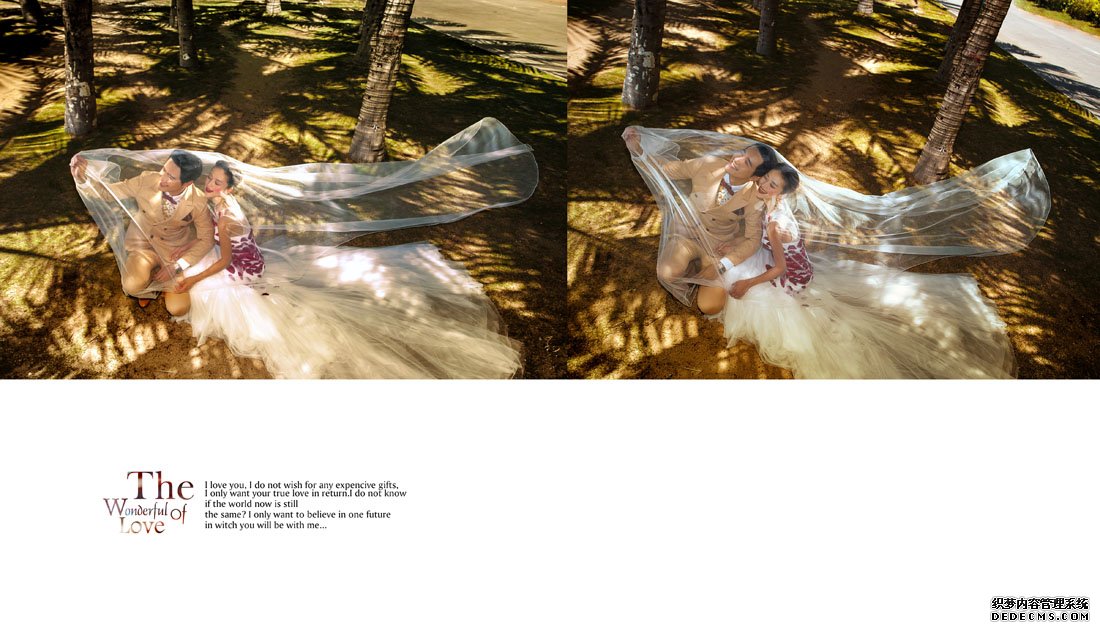 The
Wonderful of
Love
I love you, I do not wish for any expencive gifts,
I only want your true love in return.I do not know
if the world now is still
the same? I only want to believe in one future
in witch you will be with me...
织梦内容管理系统
DEDECMS.COM